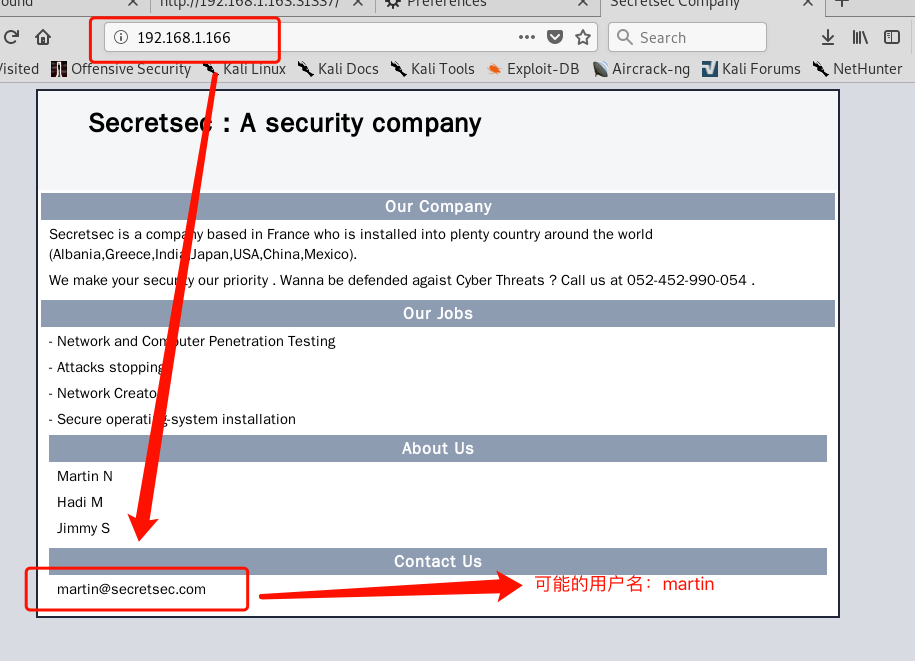 ound
http://192.168.1.163:31337/
Preferences
Secretsec Company
192.168.1.166
Search
isited
Offensive Security
Kali Linux
Kali Docs
Kali Tools
Exploit-DB
Aircrack-ng
Kali Forums
NetHunter
Secretsec : A security company
Our Company
Secretsec is a company based in France who is installed into plenty country around the world
(Albania,Greece,India,Japan,USA,China,Mexico).
We make your security our priority . Wanna be defended agaist Cyber Threats ? Call us at 052-452-990-054 .
Our Jobs
- Network and Computer Penetration Testing
- Attacks stopping
- Network Creator
- Secure operating-system installation
About Us
Martin N
Hadi M
Jimmy S
Contact Us
martin@secretsec.com
可能的用户名：martin